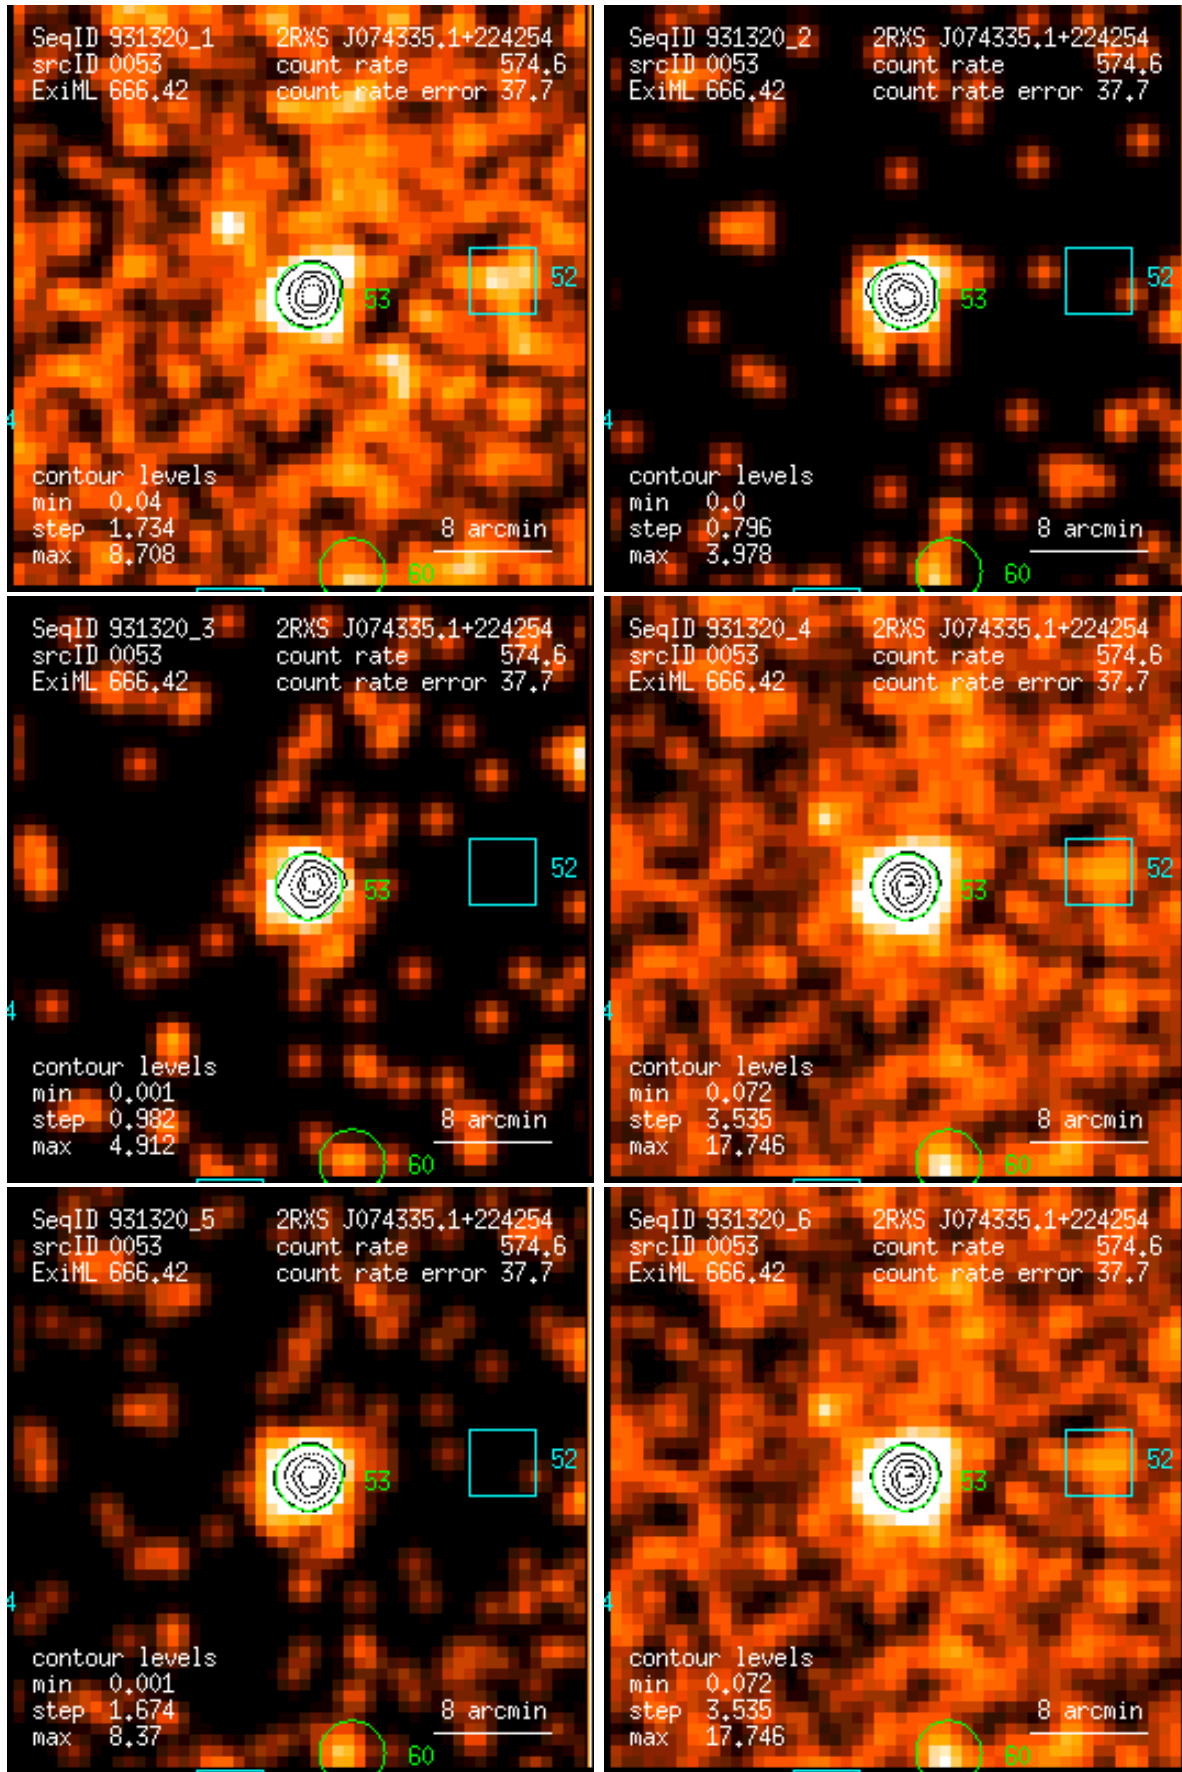 SeqID 931320_1 2RXS J074335.1+224254
srcID 0053 count rate 574.6
ExiML 666.42 count rate error 37.7
52
53
4
contour levels
min 0.04
step 1.734 8 arcmin
max 8.708
60
SeqID 931320_2 2RXS J074335.1+224254
srcID 0053 count rate 574.6
ExiML 666.42 count rate error 37.7
52
53
4
contour levels
min 0.0
step 0.796 8 arcmin
max 3.978
60
SeqID 931320_3 2RXS J074335.1+224254
srcID 0053 count rate 574.6
ExiML 666.42 count rate error 37.7
52
53
4
contour levels
min 0.001
step 0.982 8 arcmin
max 4.912
60
SeqID 931320_4 2RXS J074335.1+224254
srcID 0053 count rate 574.6
ExiML 666.42 count rate error 37.7
52
53
4
contour levels
min 0.072
step 3.535 8 arcmin
max 17.746
60
SeqID 931320_5 2RXS J074335.1+224254
srcID 0053 count rate 574.6
ExiML 666.42 count rate error 37.7
52
53
4
contour levels
min 0.001
step 1.674 8 arcmin
max 8.37
60
SeqID 931320_6 2RXS J074335.1+224254
srcID 0053 count rate 574.6
ExiML 666.42 count rate error 37.7
52
53
4
contour levels
min 0.072
step 3.535 8 arcmin
max 17.746
60